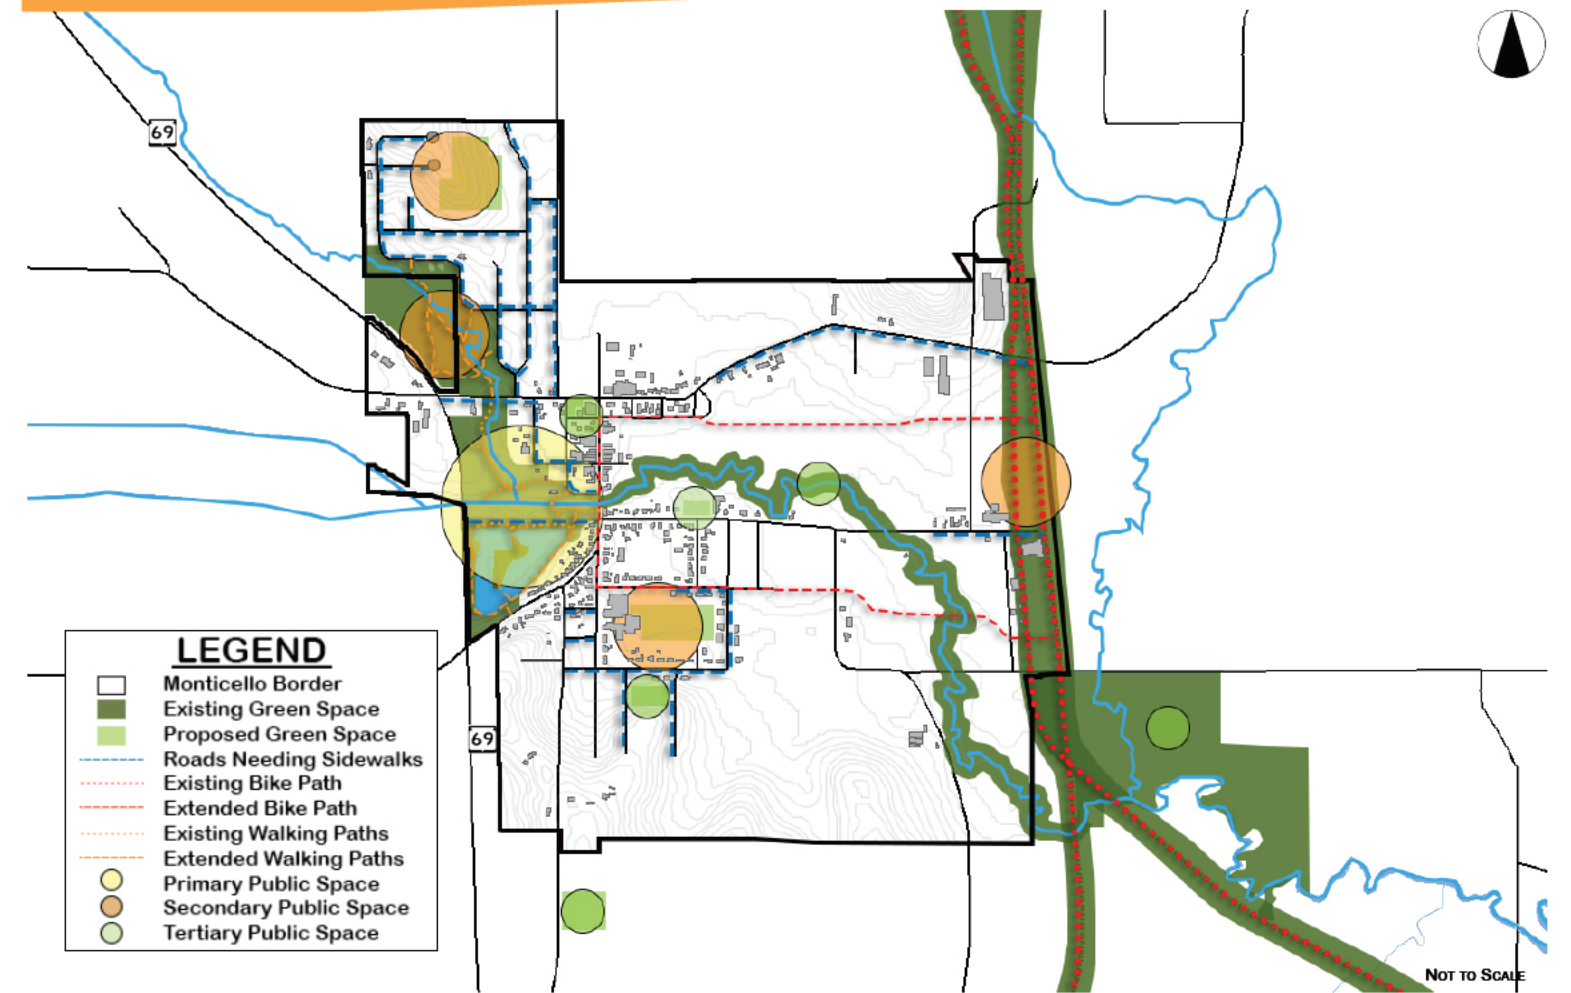 69
LEGEND
Monticello Border
Existing Green Space
Proposed Green Space
Roads Needing Sidewalks
Existing Bike Path
Extended Bike Path
Existing Walking Paths
Extended Walking Paths
Primary Public Space
Secondary Public Space
Tertiary Public Space
69
NOT TO SCALE